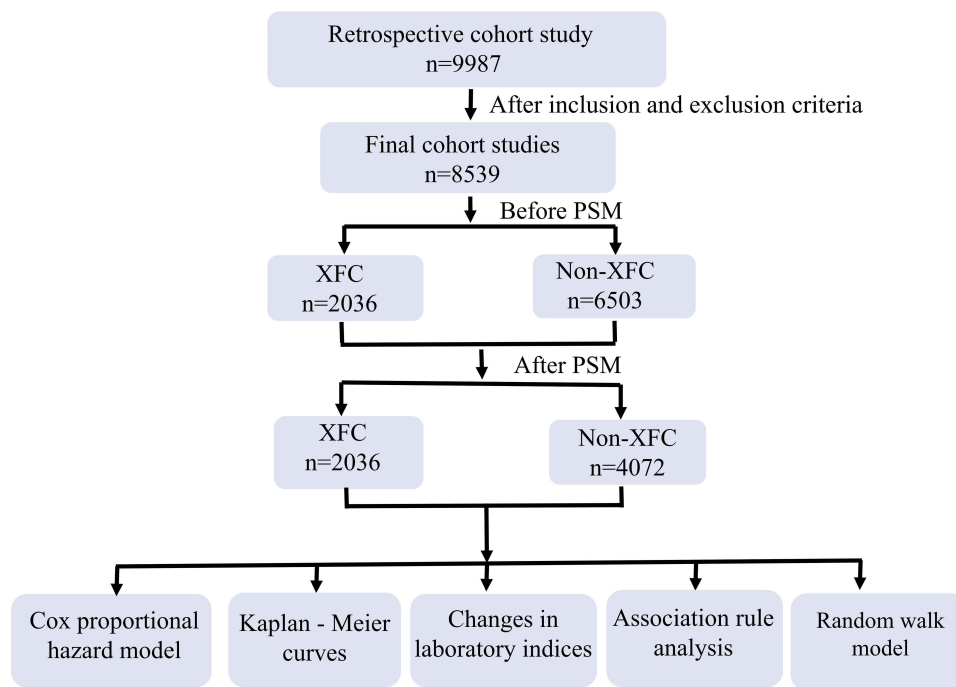 Retrospective cohort study
n=9987
After inclusion and exclusion criteria
Final cohort studies
n=8539
Before PSM
XFC
n=2036
Non-XFC
n=6503
After PSM
XFC
n=2036
Non-XFC
n=4072
Cox proportional
hazard model
Kaplan - Meier
curves
Changes in
laboratory indices
Association rule
analysis
Random walk
model